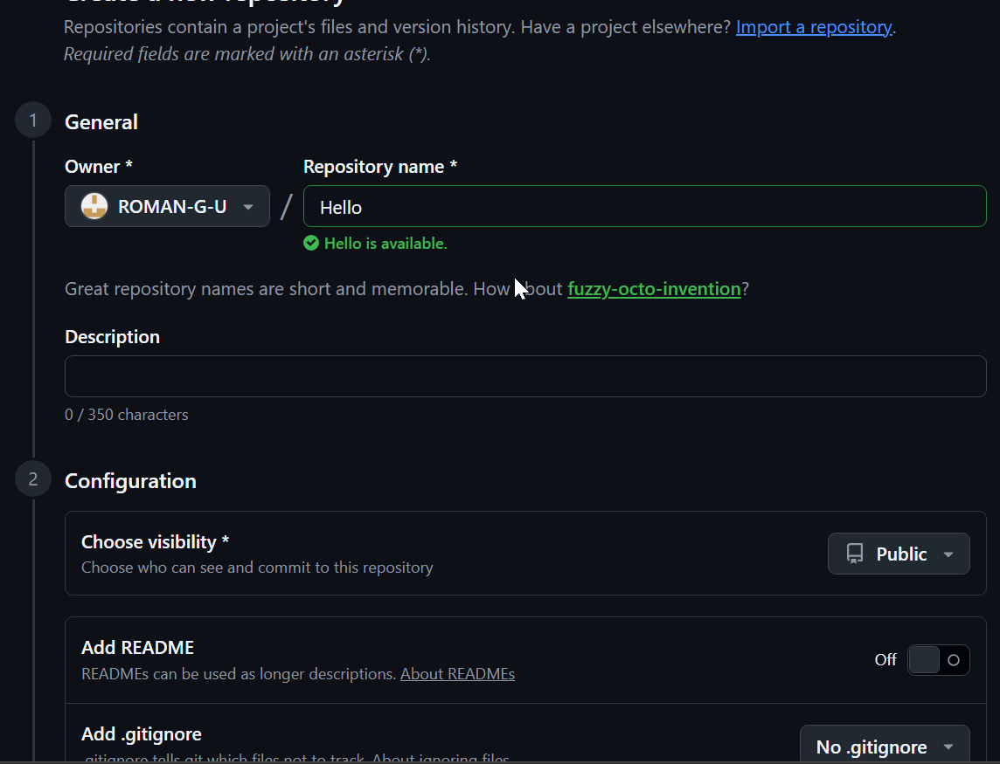 Create a new repository
Repositories contain a project's files and version history. Have a project elsewhere? Import a repository.
Required fields are marked with an asterisk (*).
1 General
Owner * Repository name *
ROMAN-G-U / Hello
Hello is available.
Great repository names are short and memorable. How about fuzzy-octo-invention?
Description
0 / 350 characters
2 Configuration
Choose visibility *
Public
Choose who can see and commit to this repository
Add README
Off
READMEs can be used as longer descriptions. About READMEs
Add .gitignore
No .gitignore
.gitignore tells git which files not to track. About ignoring files